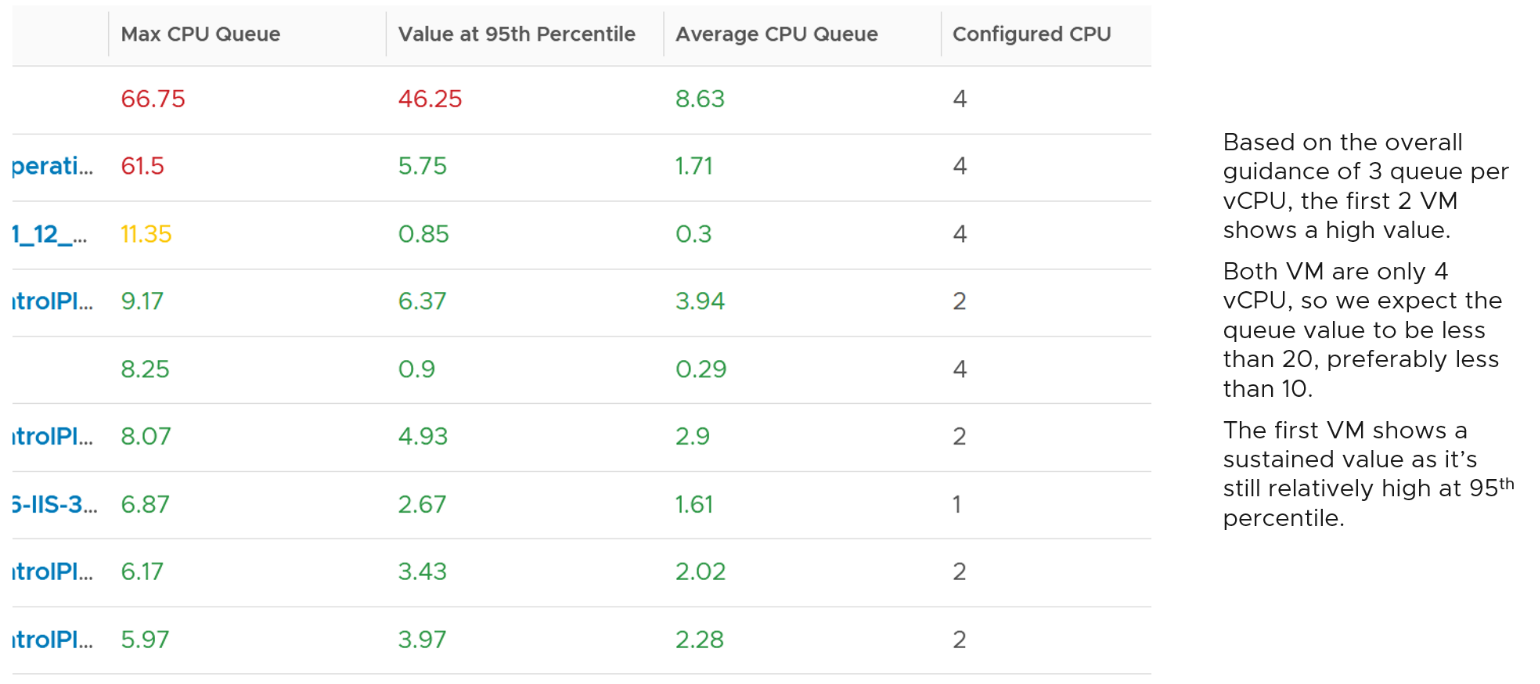 Max CPU Queue Value at 95th Percentile Average CPU Queue Configured CPU
66.75 46.25 8.63 4
perati... 61.5 5.75 1.71 4
1_12_... 11.35 0.85 0.3 4
ntrolPl... 9.17 6.37 3.94 2
8.25 0.9 0.29 4
ntrolPl... 8.07 4.93 2.9 2
6-IIS-3... 6.87 2.67 1.61 1
ntrolPl... 6.17 3.43 2.02 2
ntrolPl... 5.97 3.97 2.28 2
Based on the overall
guidance of 3 queue per
vCPU, the first 2 VM
shows a high value.
Both VM are only 4
vCPU, so we expect the
queue value to be less
than 20, preferably less
than 10.
The first VM shows a
sustained value as it’s
still relatively high at 95th
percentile.